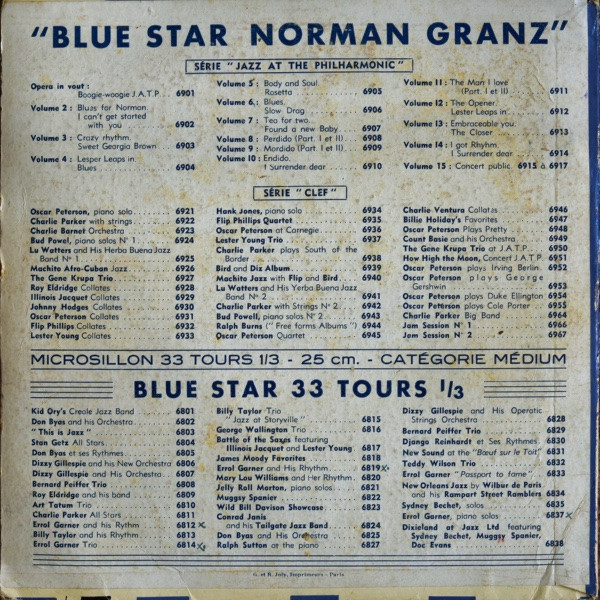 "BLUE STAR NORMAN GRANZ"
SÉRIE "JAZZ AT THE PHILHARMONIC"
Opera in vout :
Boogie-woogie J.A.T.P. 6901
Volume 2 : Blues for Norman.
I can't get started
with you 6902
Volume 3 : Crazy rhythm.
Sweet Georgia Brown 6903
Volume 4 : Lesper Leaps in.
Blues 6904
Volume 5 : Body and Soul.
Rosetta 6905
Volume 6 : Blues.
Slow Drag 6906
Volume 7 : Tea for two.
Found a new Baby 6907
Volume 8 : Perdido (Part. I et II) 6908
Volume 9 : Mordido (Part. I et II) 6909
Volume 10 : Endido.
I Surrender dear 6910
Volume 11 : The Man I love
(Part. I et II) 6911
Volume 12 : The Opener.
Lester Leaps in 6912
Volume 13 : Embraceable you.
The Closer 6913
Volume 14 : I got Rhythm.
I Surrender dear 6914
Volume 15 : Concert public 6915 à 6917
SÉRIE "CLEF"
Oscar Peterson, piano solo 6921
Charlie Parker with strings 6922
Charlie Barnet Orchestra 6923
Bud Powel, piano solos N° 1 6924
Lu Watters and His Herba Buena Jazz
Band N° 1 6925
Machito Afro-Cuban Jazz 6926
The Gene Krupa Trio 6927
Roy Eldridge Collates 6928
Illinois Jacquet Collates 6929
Johnny Hodges Collates 6930
Oscar Peterson Collates 6931
Flip Phillips Collates 6932
Lester Young Collates 6933
Hank Jones, piano solo 6934
Flip Phillips Quartet 6935
Oscar Peterson at Carnegie 6936
Lester Young Trio 6937
Charlie Parker plays South of the
Border 6938
Bird and Diz Album 6939
Machito Jazz with Flip and Bird 6940
Lu Watters and His Yerba Buena Jazz
Band N° 2 6941
Charlie Parker with Strings N° 2 6942
Bud Powell, piano solos N° 2 6943
Ralph Burns ("Free forms Albums") 6944
Oscar Peterson Quartet 6945
Charlie Ventura Collates 6946
Billie Holiday's Favorites 6947
Oscar Peterson Plays Pretty 6948
Count Basie and his Orchestra 6949
The Gene Krupa Trio at J.A.T.P. 6950
How High the Moon, Concert J.A.T.P. 6951
Oscar Peterson plays Irving Berlin 6952
Oscar Peterson plays George
Gershwin 6953
Oscar Peterson plays Duke Ellington 6954
Oscar Peterson plays Cole Porter 6955
Charlie Parker Big Band 6964
Jam Session N° 1 6966
Jam Session N° 2 6967
MICROSILLON 33 TOURS 1/3 - 25 cm. - CATÉGORIE MÉDIUM
BLUE STAR 33 TOURS 1/3
Kid Ory's Creole Jazz Band 6801
Don Byas and his Orchestra 6802
"This is Jazz" 6803
Stan Getz All Stars 6804
Don Byas et ses Rythmes 6805
Dizzy Gillespie and his New Orchestra 6806
Dizzy Gillespie and His Orchestra 6807
Bernard Peiffer Trio 6808
Roy Eldridge and his band 6809
Art Tatum Trio 6810
Charlie Parker All Stars 6811
Errol Garner and his Rythm 6812 x
Billy Taylor and his Rhythm 6813
Errol Garner Trio 6814 x
Billy Taylor Trio
"Jazz at Storyville" 6815
George Wallington Trio 6816
Battle of the Saxes featuring
Illinois Jacquet and Lester Young 6817
James Moody Favorites 6818
Errol Garner and His Rhythm 6819 x
Mary Lou Williams and Her Rhythm 6820
Jelly Roll Morton, piano solos 6821
Muggsy Spanier 6822
Wild Bill Davison Showcase 6823
Conrad Janis
and his Tailgate Jazz Band 6824
Don Byas and His Orchestra 6825
Ralph Sutton at the piano 6827
Dizzy Gillespie and His Operatic
Strings Orchestra 6828
Bernard Peiffer Trio 6829
Django Reinhardt et Ses Rythmes 6830
New Sound at the "Bœuf sur le Toit" 6831
Teddy Wilson Trio 6832
Errol Garner "Passport to fame" 6833
New Orleans Jazz by Wilbur de Paris
and his Rampart Street Ramblers 6834
Sydney Bechet, solos 6835
Errol Garner, piano solos 6837 x
Dixieland at Jazz Ltd featuring
Sydney Bechet, Muggsy Spanier,
Doc Evans 6838
G. et R. Joly, Imprimeurs - Paris